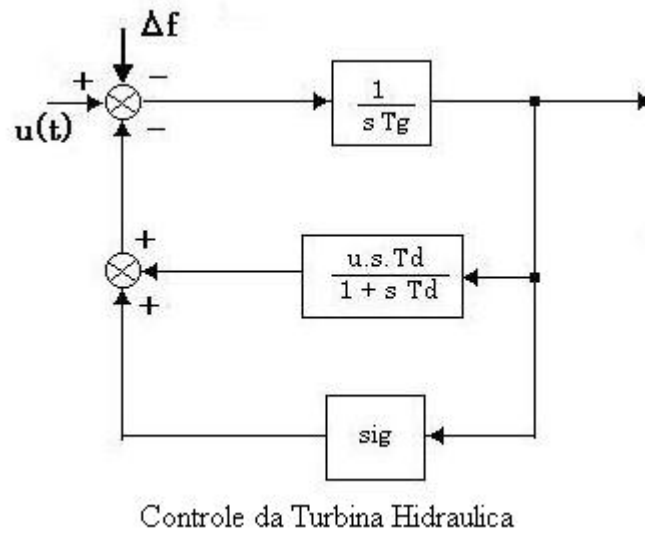 Δf
+
−
u(t)
−
1
s Tg
+
u.s.Td
1 + s Td
+
sig
Controle da Turbina Hidraulica